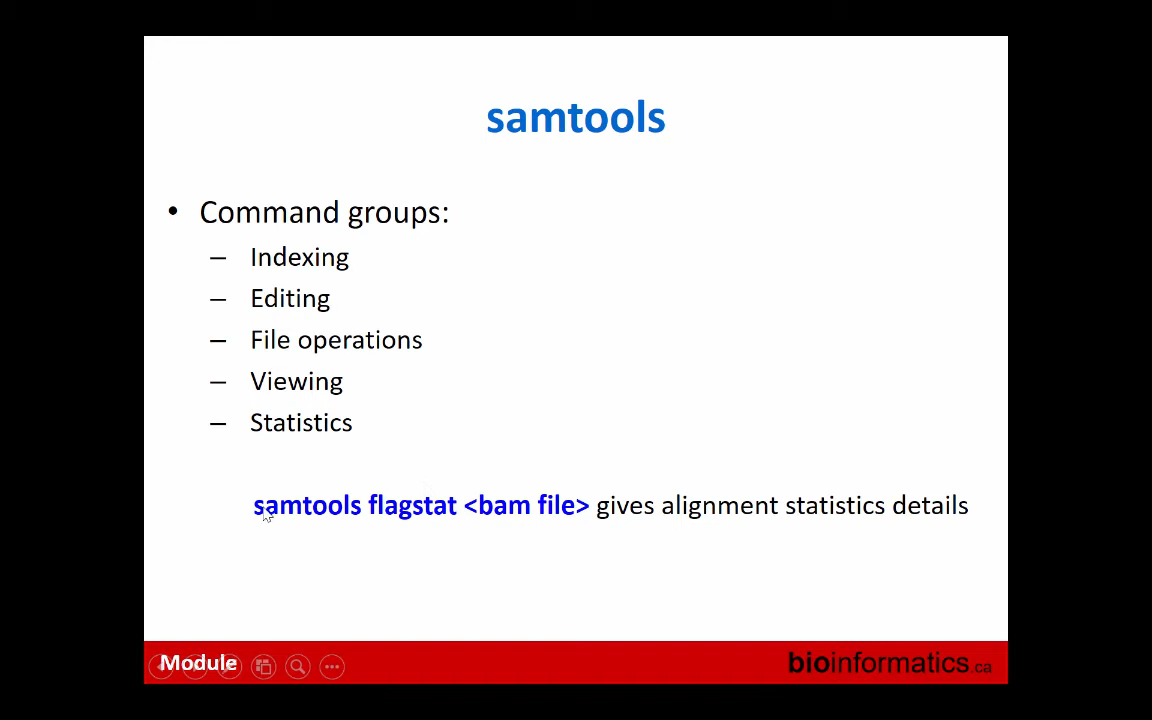 samtools
• Command groups:
– Indexing
– Editing
– File operations
– Viewing
– Statistics
samtools flagstat <bam file> gives alignment statistics details
Module
bioinformatics.ca